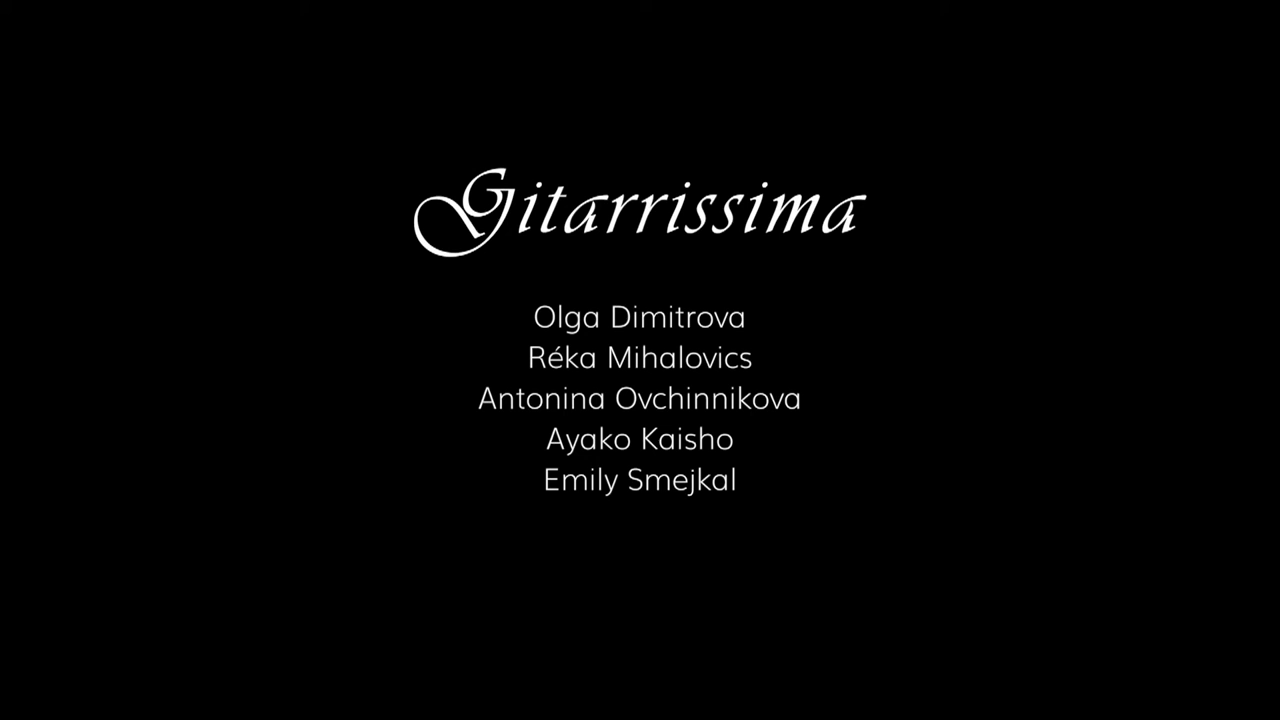 Gitarrissima
Olga Dimitrova
Réka Mihalovics
Antonina Ovchinnikova
Ayako Kaisho
Emily Smejkal